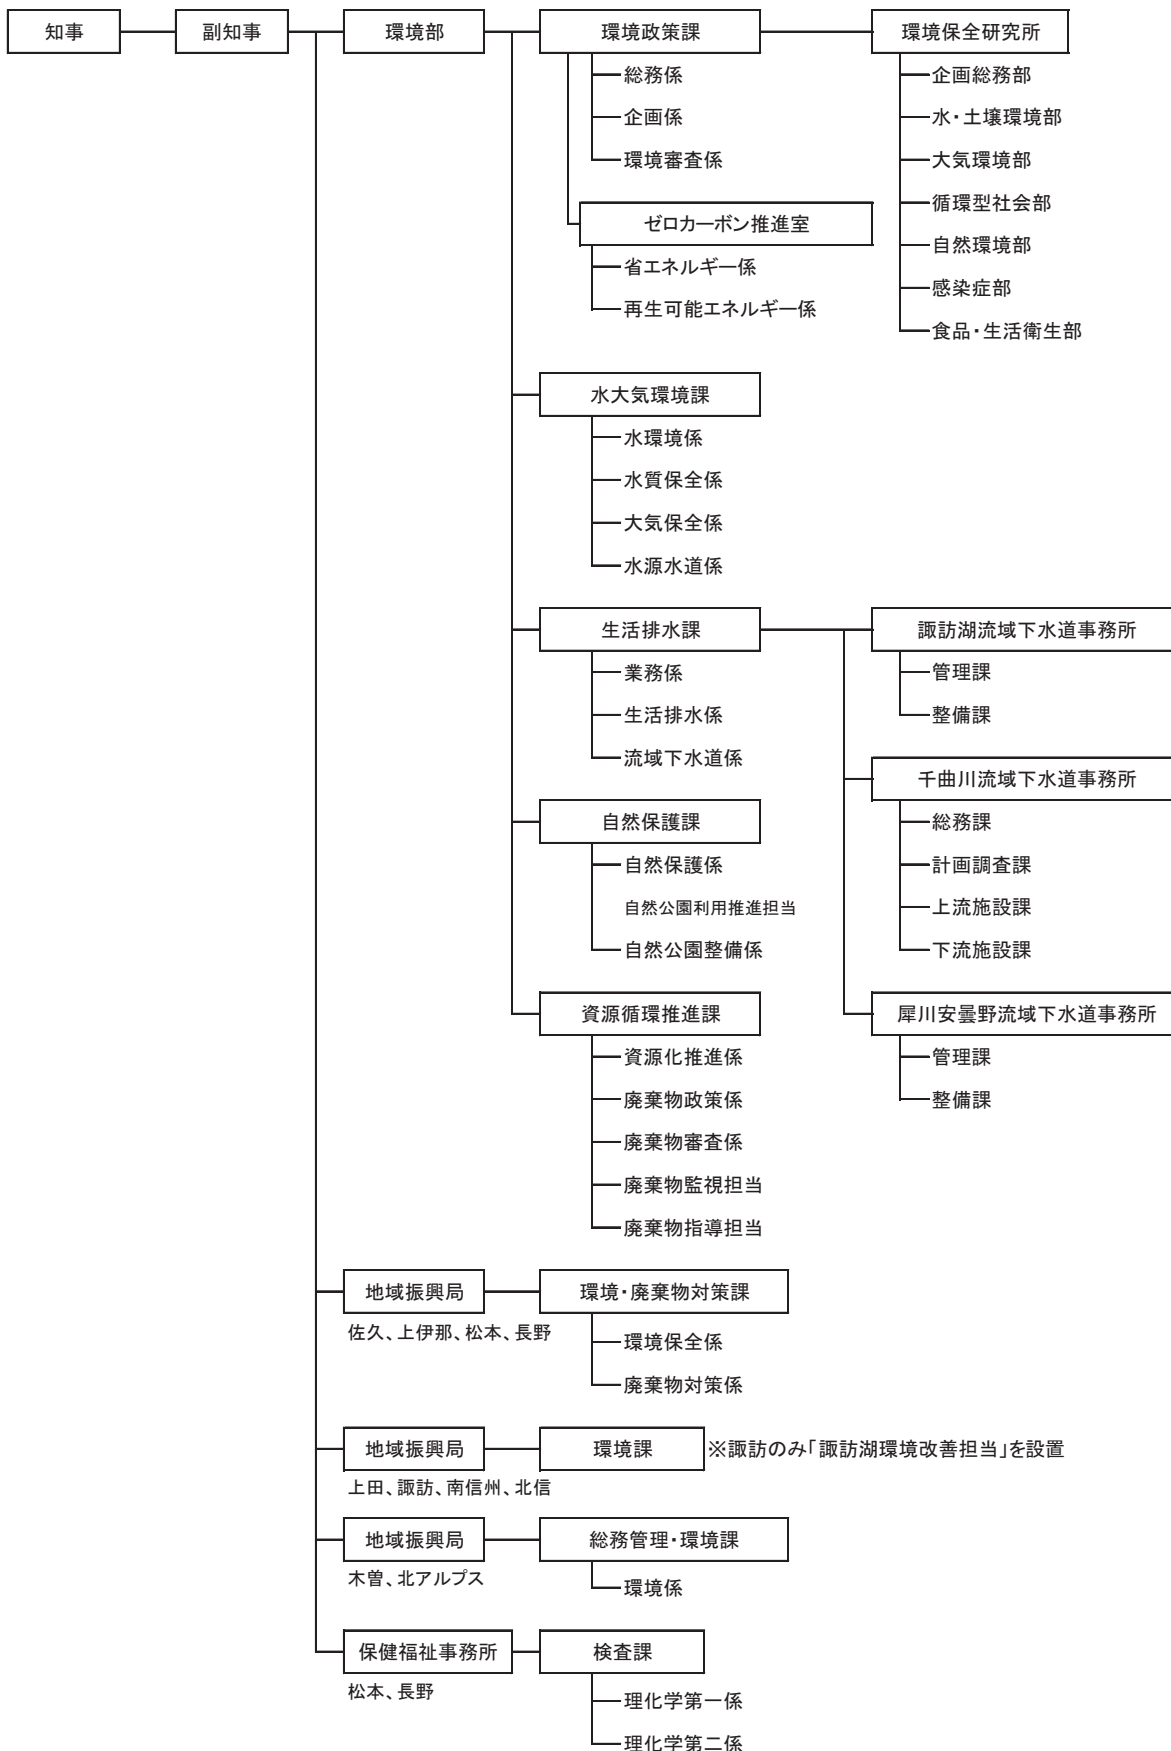 知事
副知事
環境部
環境政策課
総務係
企画係
環境審査係
ゼロカーボン推進室
省エネルギー係
再生可能エネルギー係
環境保全研究所
企画総務部
水・土壌環境部
大気環境部
循環型社会部
自然環境部
感染症部
食品・生活衛生部
水大気環境課
水環境係
水質保全係
大気保全係
水源水道係
生活排水課
業務係
生活排水係
流域下水道係
諏訪湖流域下水道事務所
管理課
整備課
千曲川流域下水道事務所
総務課
計画調査課
上流施設課
下流施設課
犀川安曇野流域下水道事務所
管理課
整備課
自然保護課
自然保護係
自然公園利用推進担当
自然公園整備係
資源循環推進課
資源化推進係
廃棄物政策係
廃棄物審査係
廃棄物監視担当
廃棄物指導担当
地域振興局
佐久、上伊那、松本、長野
環境・廃棄物対策課
環境保全係
廃棄物対策係
地域振興局
上田、諏訪、南信州、北信
環境課
※諏訪のみ「諏訪湖環境改善担当」を設置
地域振興局
木曽、北アルプス
総務管理・環境課
環境係
保健福祉事務所
松本、長野
検査課
理化学第一係
理化学第二係